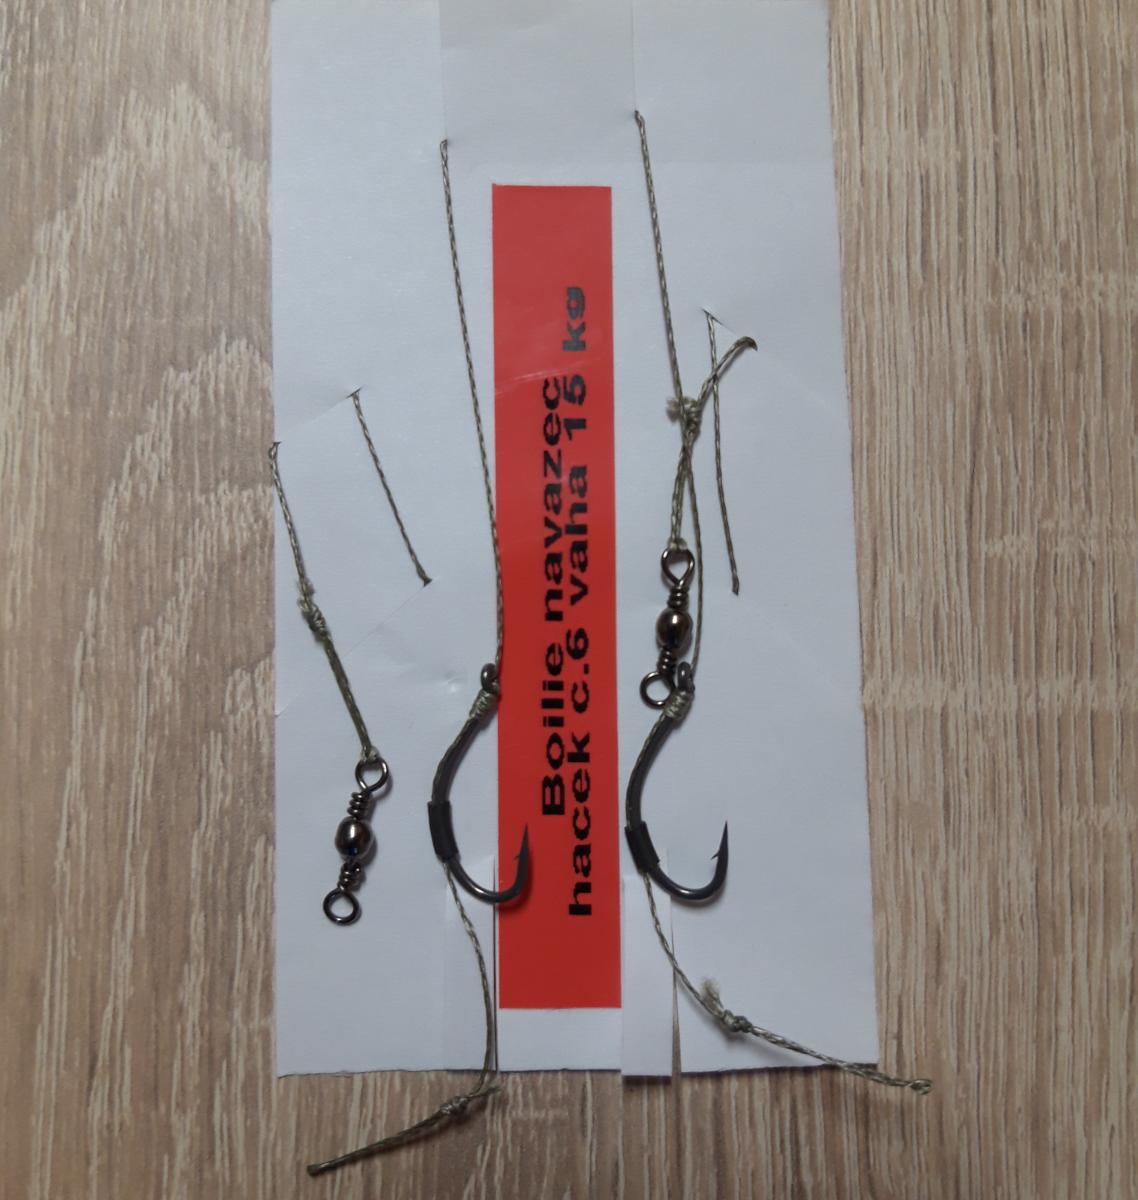 Boilie navazec
hacek c.6 vaha 15 kg